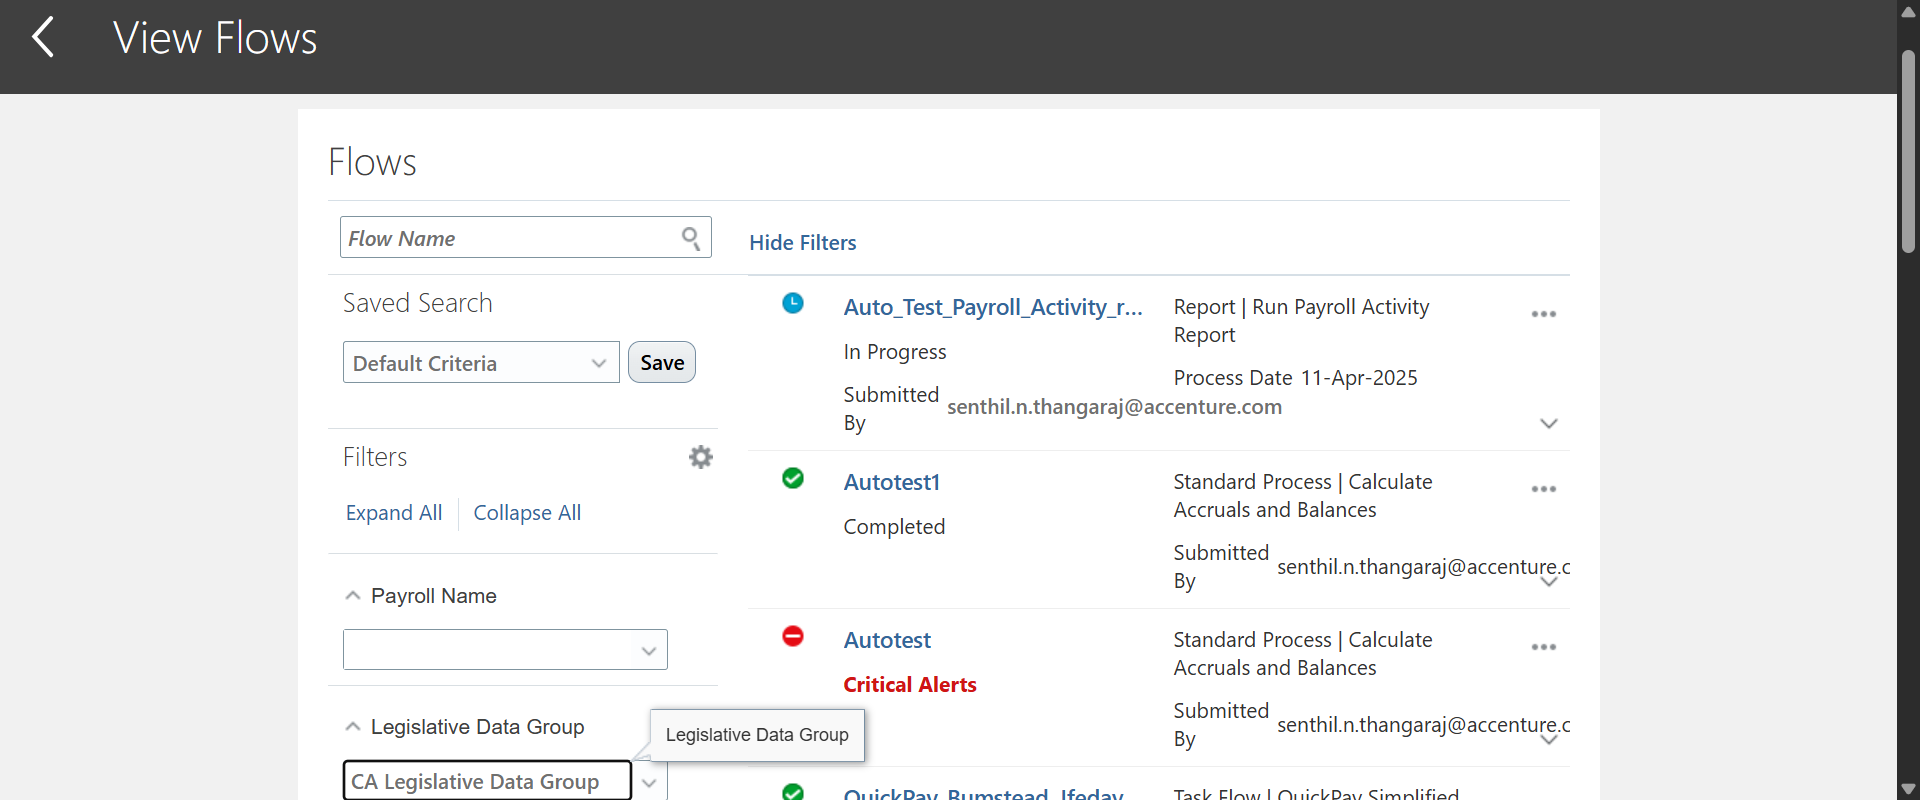 View Flows
Flows
Flow Name
Hide Filters
Saved Search
Default Criteria
Save
Filters
Expand All
Collapse All
Payroll Name
Legislative Data Group
CA Legislative Data Group
Legislative Data Group
Auto_Test_Payroll_Activity_r...
In Progress
Submitted
By
senthil.n.thangaraj@accenture.com
Report | Run Payroll Activity
Report
Process Date 11-Apr-2025
Autotest1
Completed
Standard Process | Calculate
Accruals and Balances
Submitted
By
senthil.n.thangaraj@accenture.c
Autotest
Critical Alerts
Standard Process | Calculate
Accruals and Balances
Submitted
By
senthil.n.thangaraj@accenture.c
QuickPay_Bumstead_Ifeday
Task Flow | QuickPay Simplified